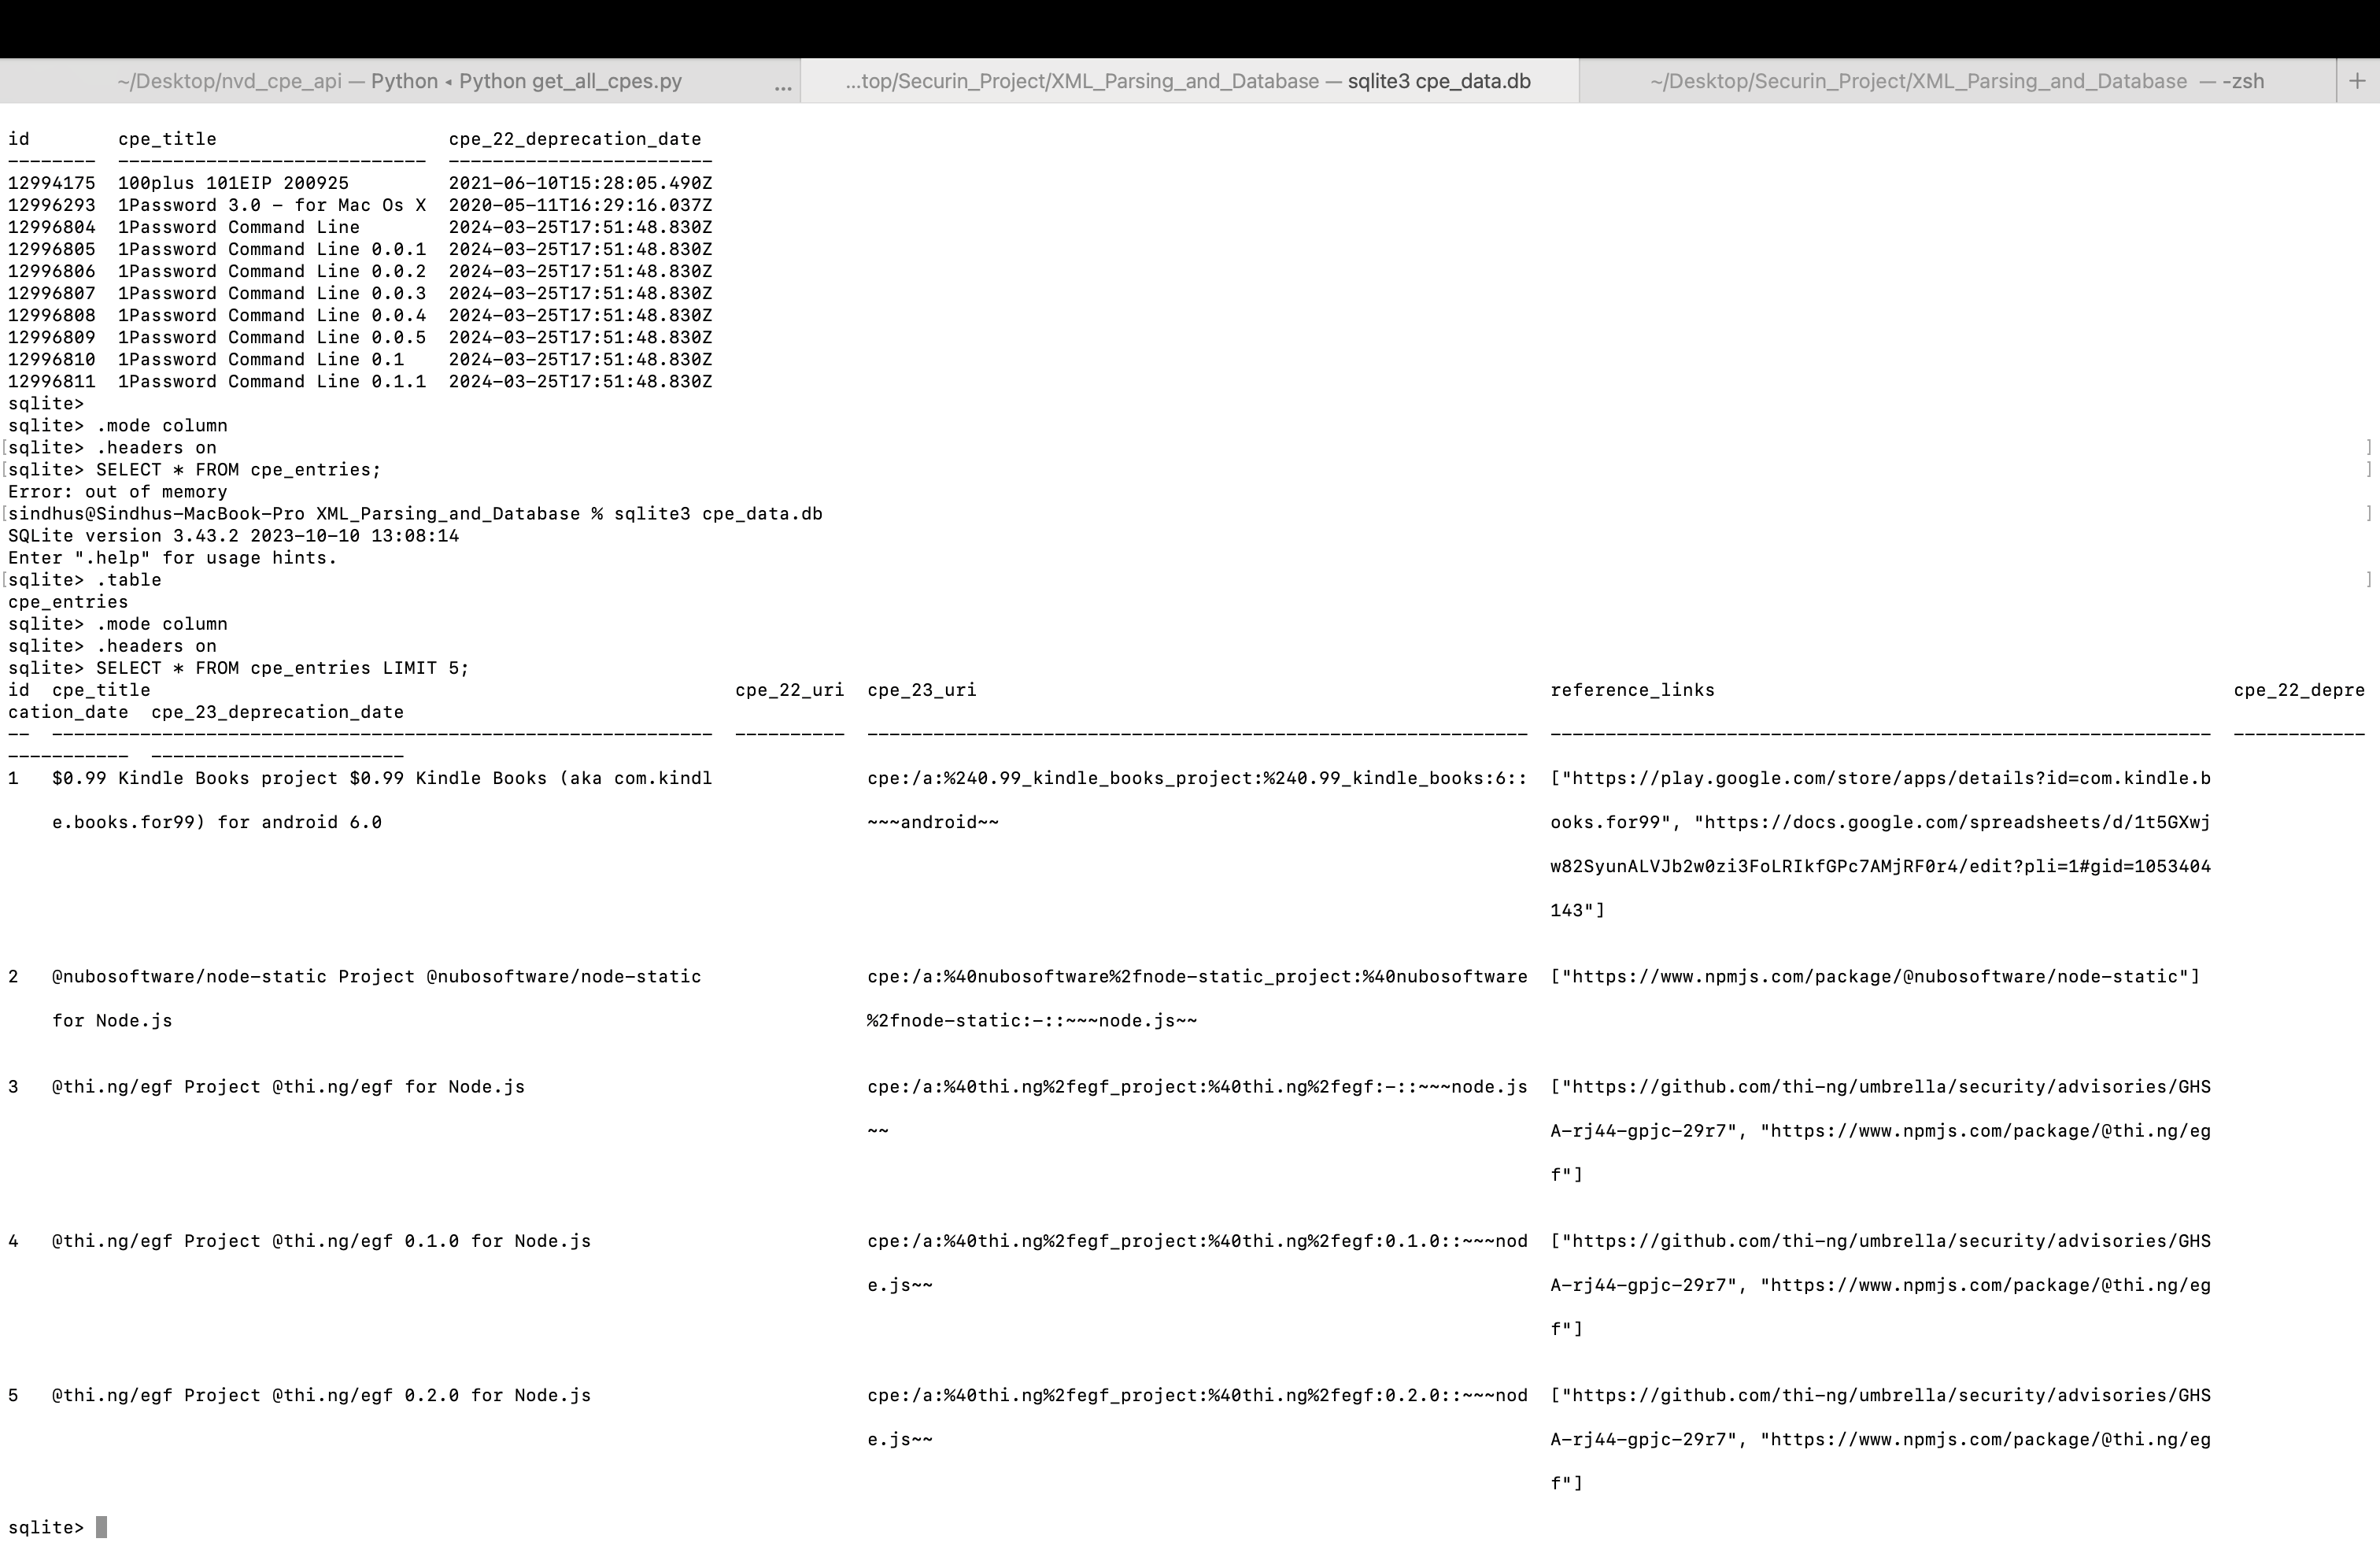 ~/Desktop/nvd_cpe_api — Python ◂ Python get_all_cpes.py ... ...top/Securin_Project/XML_Parsing_and_Database — sqlite3 cpe_data.db ~/Desktop/Securin_Project/XML_Parsing_and_Database — -zsh +
id cpe_title cpe_22_deprecation_date
-------- ---------------------------- ------------------------
12994175 100plus 101EIP 200925 2021-06-10T15:28:05.490Z
12996293 1Password 3.0 - for Mac Os X 2020-05-11T16:29:16.037Z
12996804 1Password Command Line 2024-03-25T17:51:48.830Z
12996805 1Password Command Line 0.0.1 2024-03-25T17:51:48.830Z
12996806 1Password Command Line 0.0.2 2024-03-25T17:51:48.830Z
12996807 1Password Command Line 0.0.3 2024-03-25T17:51:48.830Z
12996808 1Password Command Line 0.0.4 2024-03-25T17:51:48.830Z
12996809 1Password Command Line 0.0.5 2024-03-25T17:51:48.830Z
12996810 1Password Command Line 0.1 2024-03-25T17:51:48.830Z
12996811 1Password Command Line 0.1.1 2024-03-25T17:51:48.830Z
sqlite>
sqlite> .mode column
[sqlite> .headers on ]
[sqlite> SELECT * FROM cpe_entries; ]
Error: out of memory
[sindhus@Sindhus-MacBook-Pro XML_Parsing_and_Database % sqlite3 cpe_data.db ]
SQLite version 3.43.2 2023-10-10 13:08:14
Enter ".help" for usage hints.
[sqlite> .table ]
cpe_entries
sqlite> .mode column
sqlite> .headers on
sqlite> SELECT * FROM cpe_entries LIMIT 5;
id cpe_title cpe_22_uri cpe_23_uri reference_links cpe_22_depre
cation_date cpe_23_deprecation_date
-- ------------------------------------------------------------ ---------- ------------------------------------------------------------ ------------------------------------------------------------ ------------
----------- -----------------------
1 $0.99 Kindle Books project $0.99 Kindle Books (aka com.kindl cpe:/a:%240.99_kindle_books_project:%240.99_kindle_books:6:: ["https://play.google.com/store/apps/details?id=com.kindle.b
e.books.for99) for android 6.0 ~~~android~~ ooks.for99", "https://docs.google.com/spreadsheets/d/1t5GXwj
w82SyunALVJb2w0zi3FoLRIkfGPc7AMjRF0r4/edit?pli=1#gid=1053404
143"]
2 @nubosoftware/node-static Project @nubosoftware/node-static cpe:/a:%40nubosoftware%2fnode-static_project:%40nubosoftware ["https://www.npmjs.com/package/@nubosoftware/node-static"]
for Node.js %2fnode-static:-::~~~node.js~~
3 @thi.ng/egf Project @thi.ng/egf for Node.js cpe:/a:%40thi.ng%2fegf_project:%40thi.ng%2fegf:-::~~~node.js ["https://github.com/thi-ng/umbrella/security/advisories/GHS
~~ A-rj44-gpjc-29r7", "https://www.npmjs.com/package/@thi.ng/eg
f"]
4 @thi.ng/egf Project @thi.ng/egf 0.1.0 for Node.js cpe:/a:%40thi.ng%2fegf_project:%40thi.ng%2fegf:0.1.0::~~~nod ["https://github.com/thi-ng/umbrella/security/advisories/GHS
e.js~~ A-rj44-gpjc-29r7", "https://www.npmjs.com/package/@thi.ng/eg
f"]
5 @thi.ng/egf Project @thi.ng/egf 0.2.0 for Node.js cpe:/a:%40thi.ng%2fegf_project:%40thi.ng%2fegf:0.2.0::~~~nod ["https://github.com/thi-ng/umbrella/security/advisories/GHS
e.js~~ A-rj44-gpjc-29r7", "https://www.npmjs.com/package/@thi.ng/eg
f"]
sqlite>